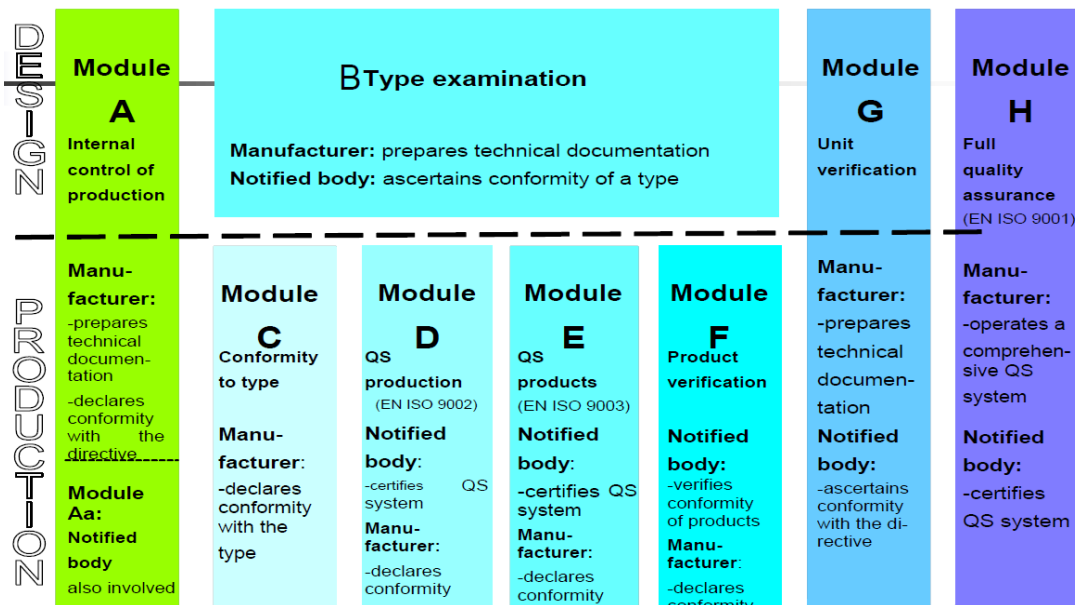 DESIGN
Module
A
Internal
control of
production
B Type examination
Manufacturer: prepares technical documentation
Notified body: ascertains conformity of a type
Module
G
Unit
verification
Module
H
Full
quality
assurance
(EN ISO 9001)
PRODUCTION
Manu-
facturer:
-prepares
technical
documen-
tation
-declares
conformity
with the
directive
Module
Aa:
Notified
body
also involved
Module
C
Conformity
to type
Manu-
facturer:
-declares
conformity
with the
type
Module
D
QS
production
(EN ISO 9002)
Notified
body:
-certifies QS
system
Manu-
facturer:
-declares
conformity
Module
E
QS
products
(EN ISO 9003)
Notified
body:
-certifies QS
system
Manu-
facturer:
-declares
conformity
Module
F
Product
verification
Notified
body:
-verifies
conformity
of products
Manu-
facturer:
-declares
conformity
Manu-
facturer:
-prepares
technical
documen-
tation
Notified
body:
-ascertains
conformity
with the di-
rective
Manu-
facturer:
-operates a
comprehen-
sive QS
system
Notified
body:
-certifies
QS system